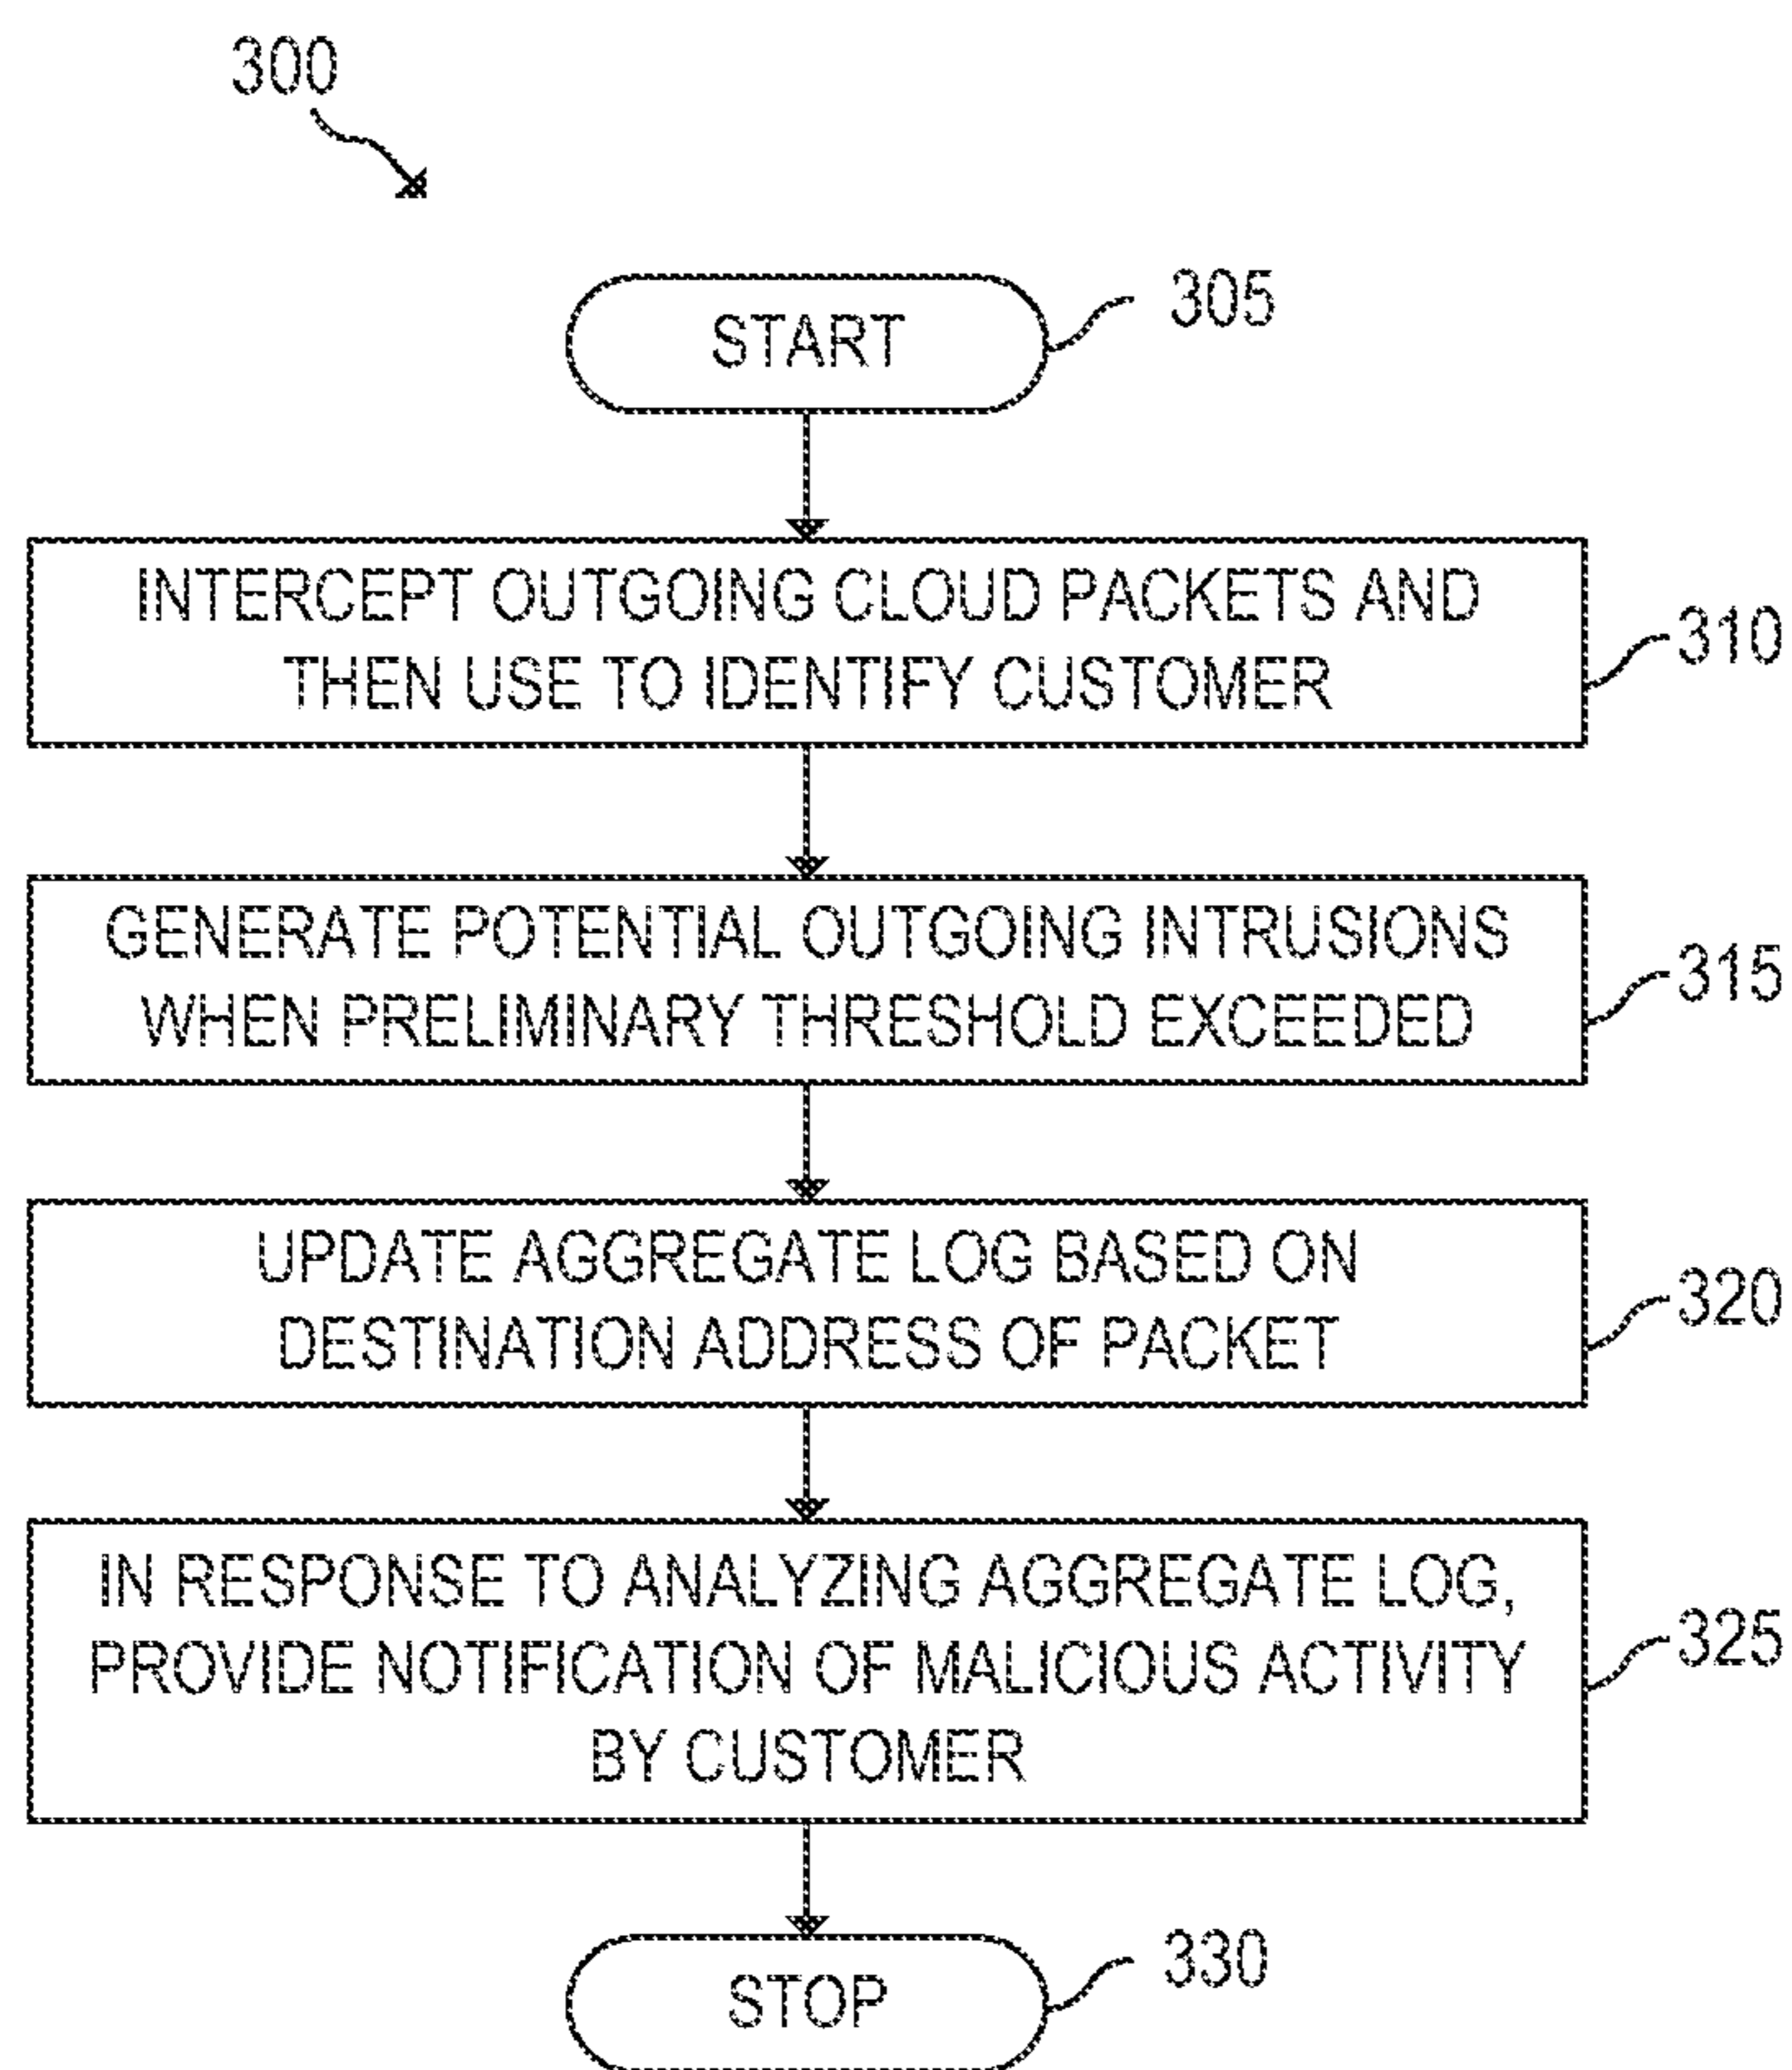 300
START
305
INTERCEPT OUTGOING CLOUD PACKETS AND
THEN USE TO IDENTIFY CUSTOMER
310
GENERATE POTENTIAL OUTGOING INTRUSIONS
WHEN PRELIMINARY THRESHOLD EXCEEDED
315
UPDATE AGGREGATE LOG BASED ON
DESTINATION ADDRESS OF PACKET
320
IN RESPONSE TO ANALYZING AGGREGATE LOG,
PROVIDE NOTIFICATION OF MALICIOUS ACTIVITY
BY CUSTOMER
325
STOP
330